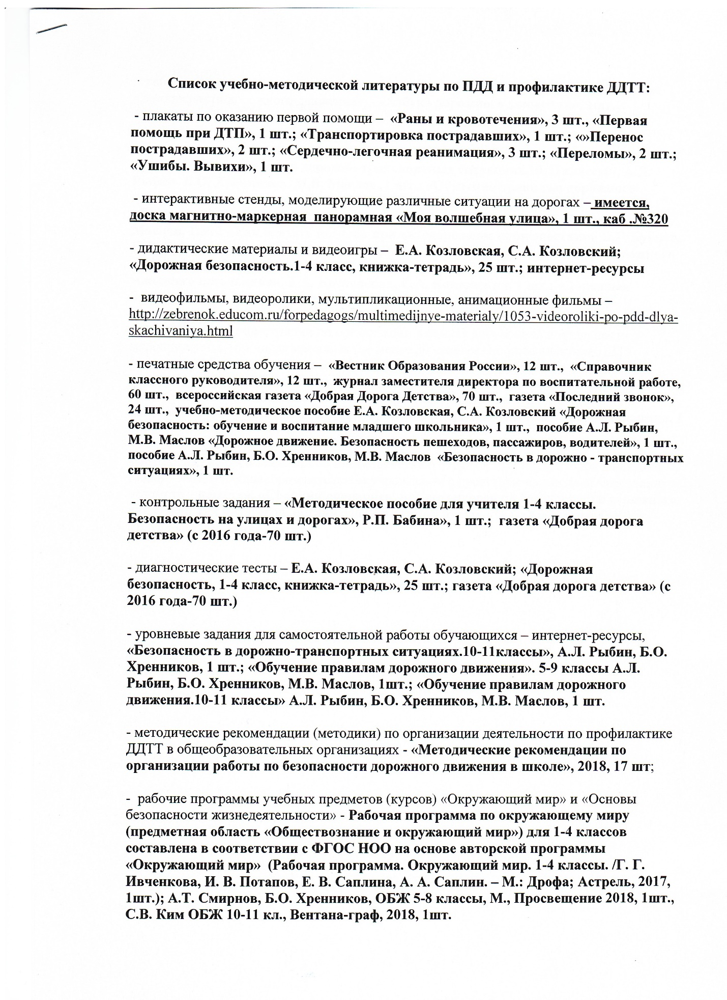 Список учебно-методической литературы по ПДД и профилактике ДДТТ:
- плакаты по оказанию первой помощи – «Раны и кровотечения», 3 шт., «Первая
помощь при ДТП», 1 шт.; «Транспортировка пострадавших», 1 шт.; «»Перенос
пострадавших», 2 шт.; «Сердечно-легочная реанимация», 3 шт.; «Переломы», 2 шт.;
«Ушибы. Вывихи», 1 шт.
- интерактивные стенды, моделирующие различные ситуации на дорогах – имеется,
доска магнитно-маркерная панорамная «Моя волшебная улица», 1 шт., каб .№320
- дидактические материалы и видеоигры – Е.А. Козловская, С.А. Козловский;
«Дорожная безопасность.1-4 класс, книжка-тетрадь», 25 шт.; интернет-ресурсы
- видеофильмы, видеоролики, мультипликационные, анимационные фильмы –
http://zebrenok.educom.ru/forpedagogs/multimedijnye-materialy/1053-videoroliki-po-pdd-dlya-
skachivaniya.html
- печатные средства обучения – «Вестник Образования России», 12 шт., «Справочник
классного руководителя», 12 шт., журнал заместителя директора по воспитательной работе,
60 шт., всероссийская газета «Добрая Дорога Детства», 70 шт., газета «Последний звонок»,
24 шт., учебно-методическое пособие Е.А. Козловская, С.А. Козловский «Дорожная
безопасность: обучение и воспитание младшего школьника», 1 шт., пособие А.Л. Рыбин,
М.В. Маслов «Дорожное движение. Безопасность пешеходов, пассажиров, водителей», 1 шт.,
пособие А.Л. Рыбин, Б.О. Хренников, М.В. Маслов «Безопасность в дорожно - транспортных
ситуациях», 1 шт.
- контрольные задания – «Методическое пособие для учителя 1-4 классы.
Безопасность на улицах и дорогах», Р.П. Бабина», 1 шт.; газета «Добрая дорога
детства» (с 2016 года-70 шт.)
- диагностические тесты – Е.А. Козловская, С.А. Козловский; «Дорожная
безопасность, 1-4 класс, книжка-тетрадь», 25 шт.; газета «Добрая дорога детства» (с
2016 года-70 шт.)
- уровневые задания для самостоятельной работы обучающихся – интернет-ресурсы,
«Безопасность в дорожно-транспортных ситуациях.10-11классы», А.Л. Рыбин, Б.О.
Хренников, 1 шт.; «Обучение правилам дорожного движения». 5-9 классы А.Л.
Рыбин, Б.О. Хренников, М.В. Маслов, 1шт.; «Обучение правилам дорожного
движения.10-11 классы» А.Л. Рыбин, Б.О. Хренников, М.В. Маслов, 1 шт.
- методические рекомендации (методики) по организации деятельности по профилактике
ДДТТ в общеобразовательных организациях - «Методические рекомендации по
организации работы по безопасности дорожного движения в школе», 2018, 17 шт;
- рабочие программы учебных предметов (курсов) «Окружающий мир» и «Основы
безопасности жизнедеятельности» - Рабочая программа по окружающему миру
(предметная область «Обществознание и окружающий мир») для 1-4 классов
составлена в соответствии с ФГОС НОО на основе авторской программы
«Окружающий мир» (Рабочая программа. Окружающий мир. 1-4 классы. /Г. Г.
Ивченкова, И. В. Потапов, Е. В. Саплина, А. А. Саплин. – М.: Дрофа; Астрель, 2017,
1шт.); А.Т. Смирнов, Б.О. Хренников, ОБЖ 5-8 классы, М., Просвещение 2018, 1шт.,
С.В. Ким ОБЖ 10-11 кл., Вентана-граф, 2018, 1шт.